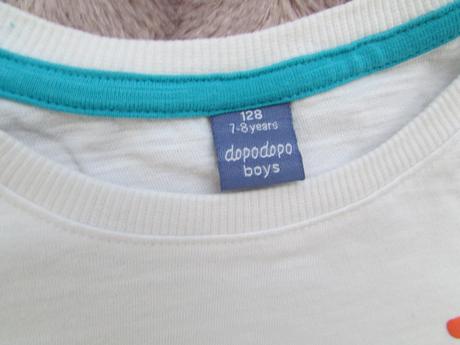 128
7-8 years
dopodopo
boys